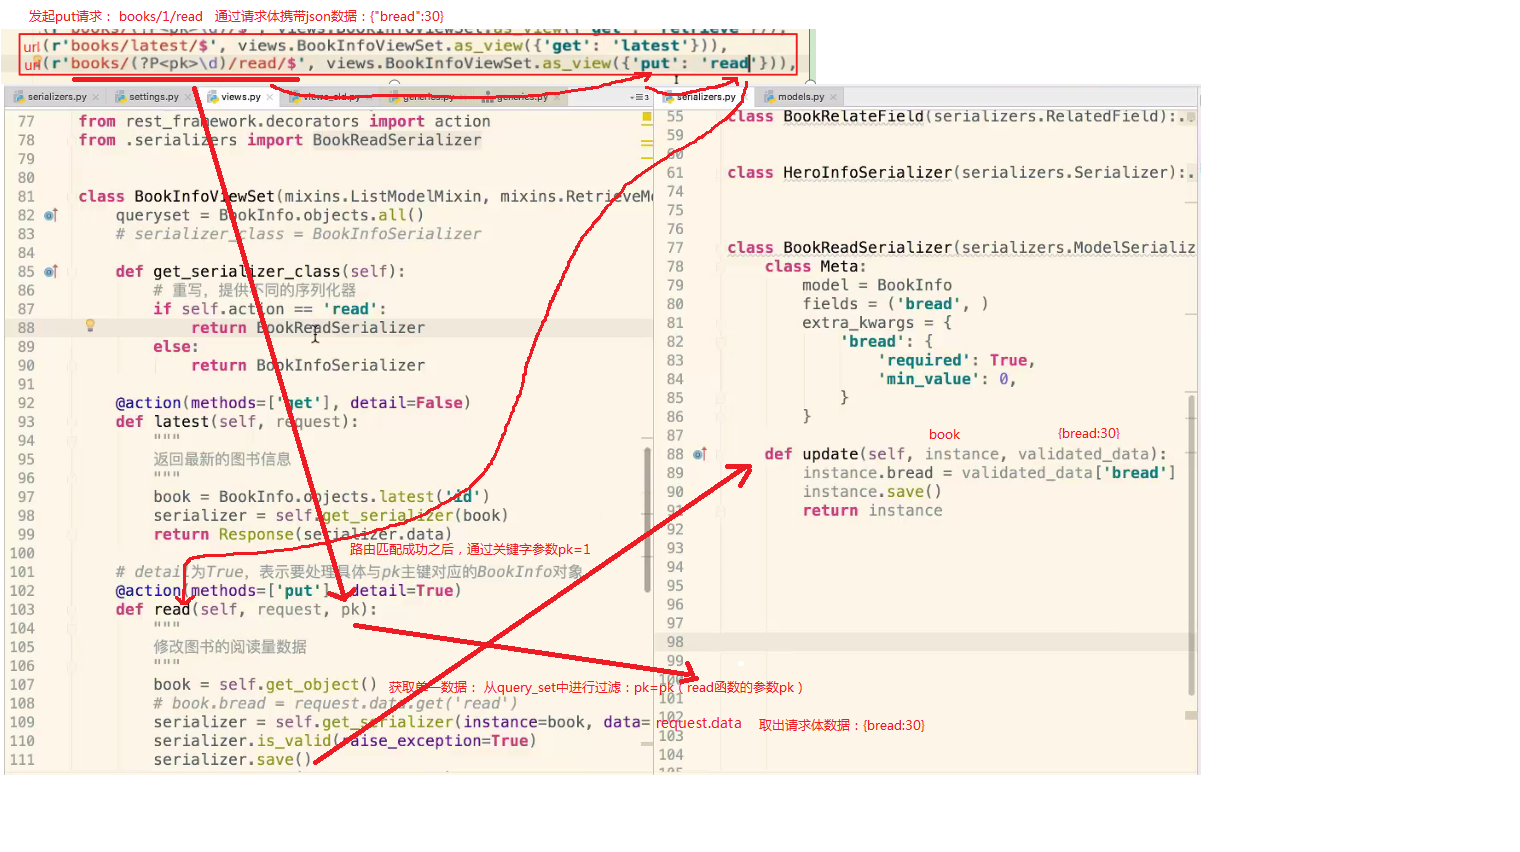 发起put请求： books/1/read 通过请求体携带json数据：{"bread":30}
url(r'books/latest/$', views.BookInfoViewSet.as_view({'get': 'latest'})),
url(r'books/(?P<pk>\d)/read/$', views.BookInfoViewSet.as_view({'put': 'read'})),
serializers.py settings.py views.py views_old.py generics.py generics.py
77 from rest_framework.decorators import action
78 from .serializers import BookReadSerializer
79
80
81 class BookInfoViewSet(mixins.ListModelMixin, mixins.RetrieveMo
82 queryset = BookInfo.objects.all()
83 # serializer_class = BookInfoSerializer
84
85 def get_serializer_class(self):
86 # 重写，提供不同的序列化器
87 if self.action == 'read':
88 return BookReadSerializer
89 else:
90 return BookInfoSerializer
91
92 @action(methods=['get'], detail=False)
93 def latest(self, request):
94 """
95 返回最新的图书信息
96 """
97 book = BookInfo.objects.latest('id')
98 serializer = self.get_serializer(book)
99 return Response(serializer.data)
100
路由匹配成功之后，通过关键字参数pk=1
101 # detail为True，表示要处理具体与pk主键对应的BookInfo对象
102 @action(methods=['put'], detail=True)
103 def read(self, request, pk):
104 """
105 修改图书的阅读量数据
106 """
107 book = self.get_object()
获取单一数据： 从query_set中进行过滤：pk=pk（read函数的参数pk）
108 # book.bread = request.data.get('read')
109 serializer = self.get_serializer(instance=book, data=
request.data 取出请求体数据：{bread:30}
110 serializer.is_valid(raise_exception=True)
111 serializer.save()
serializers.py models.py
55 class BookRelateField(serializers.RelatedField):..
59
60
61 class HeroInfoSerializer(serializers.Serializer):..
74
75
76
77 class BookReadSerializer(serializers.ModelSerializ
78 class Meta:
79 model = BookInfo
80 fields = ('bread', )
81 extra_kwargs = {
82 'bread': {
83 'required': True,
84 'min_value': 0,
85 }
86 }
87
book {bread:30}
88 def update(self, instance, validated_data):
89 instance.bread = validated_data['bread']
90 instance.save()
91 return instance
92
93
94
95
96
97
98
99
100
101
102
103
104